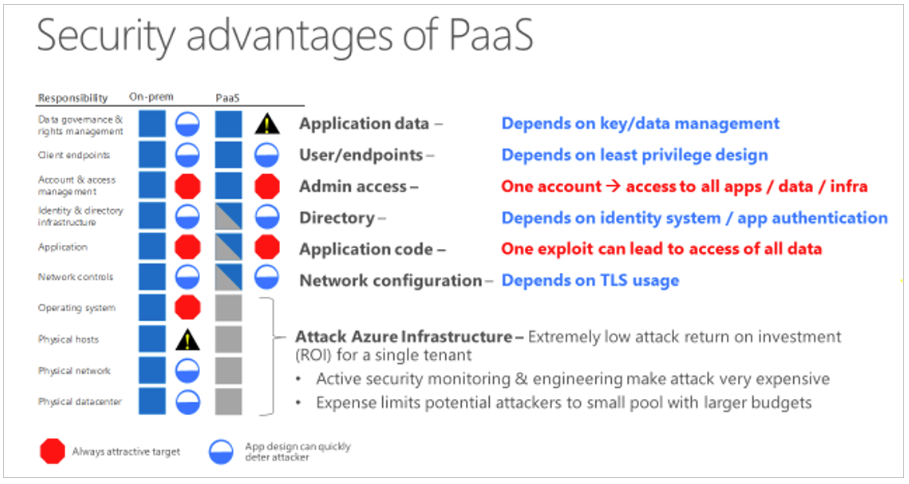 Security advantages of PaaS
Responsibility On-prem PaaS
Data governance &
rights management
Application data – Depends on key/data management
Client endpoints User/endpoints – Depends on least privilege design
Account & access
management
Admin access – One account → access to all apps / data / infra
Identity & directory
infrastructure
Directory – Depends on identity system / app authentication
Application Application code – One exploit can lead to access of all data
Network controls Network configuration – Depends on TLS usage
Operating system
Physical hosts
Physical network
Physical datacenter
Attack Azure Infrastructure – Extremely low attack return on investment
(ROI) for a single tenant
• Active security monitoring & engineering make attack very expensive
• Expense limits potential attackers to small pool with larger budgets
Always attractive target
App design can quickly
deter attacker